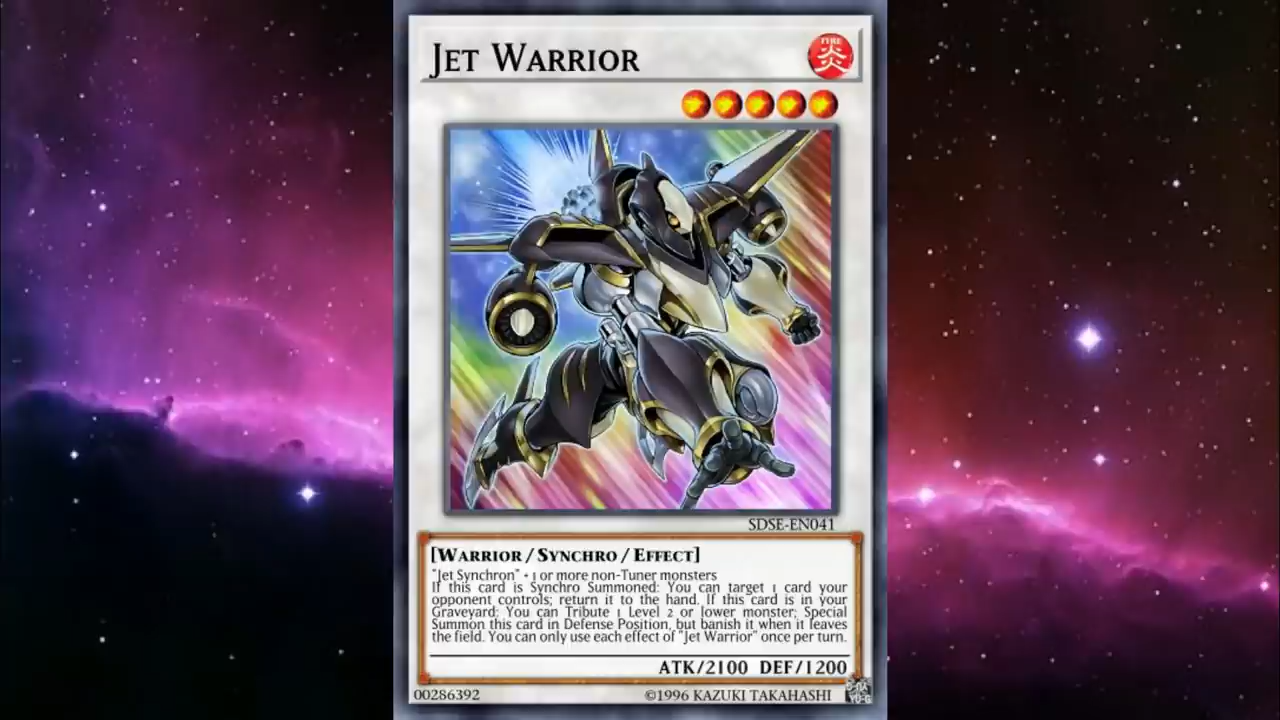 JET WARRIOR
FIRE
炎
SDSE-EN041
[WARRIOR / SYNCHRO / EFFECT]
"Jet Synchron" + 1 or more non-Tuner monsters
If this card is Synchro Summoned: You can target 1 card your
opponent controls; return it to the hand. If this card is in your
Graveyard: You can Tribute 1 Level 2 or lower monster; Special
Summon this card in Defense Position, but banish it when it leaves
the field. You can only use each effect of "Jet Warrior" once per turn.
ATK/2100 DEF/1200
00286392
©1996 KAZUKI TAKAHASHI